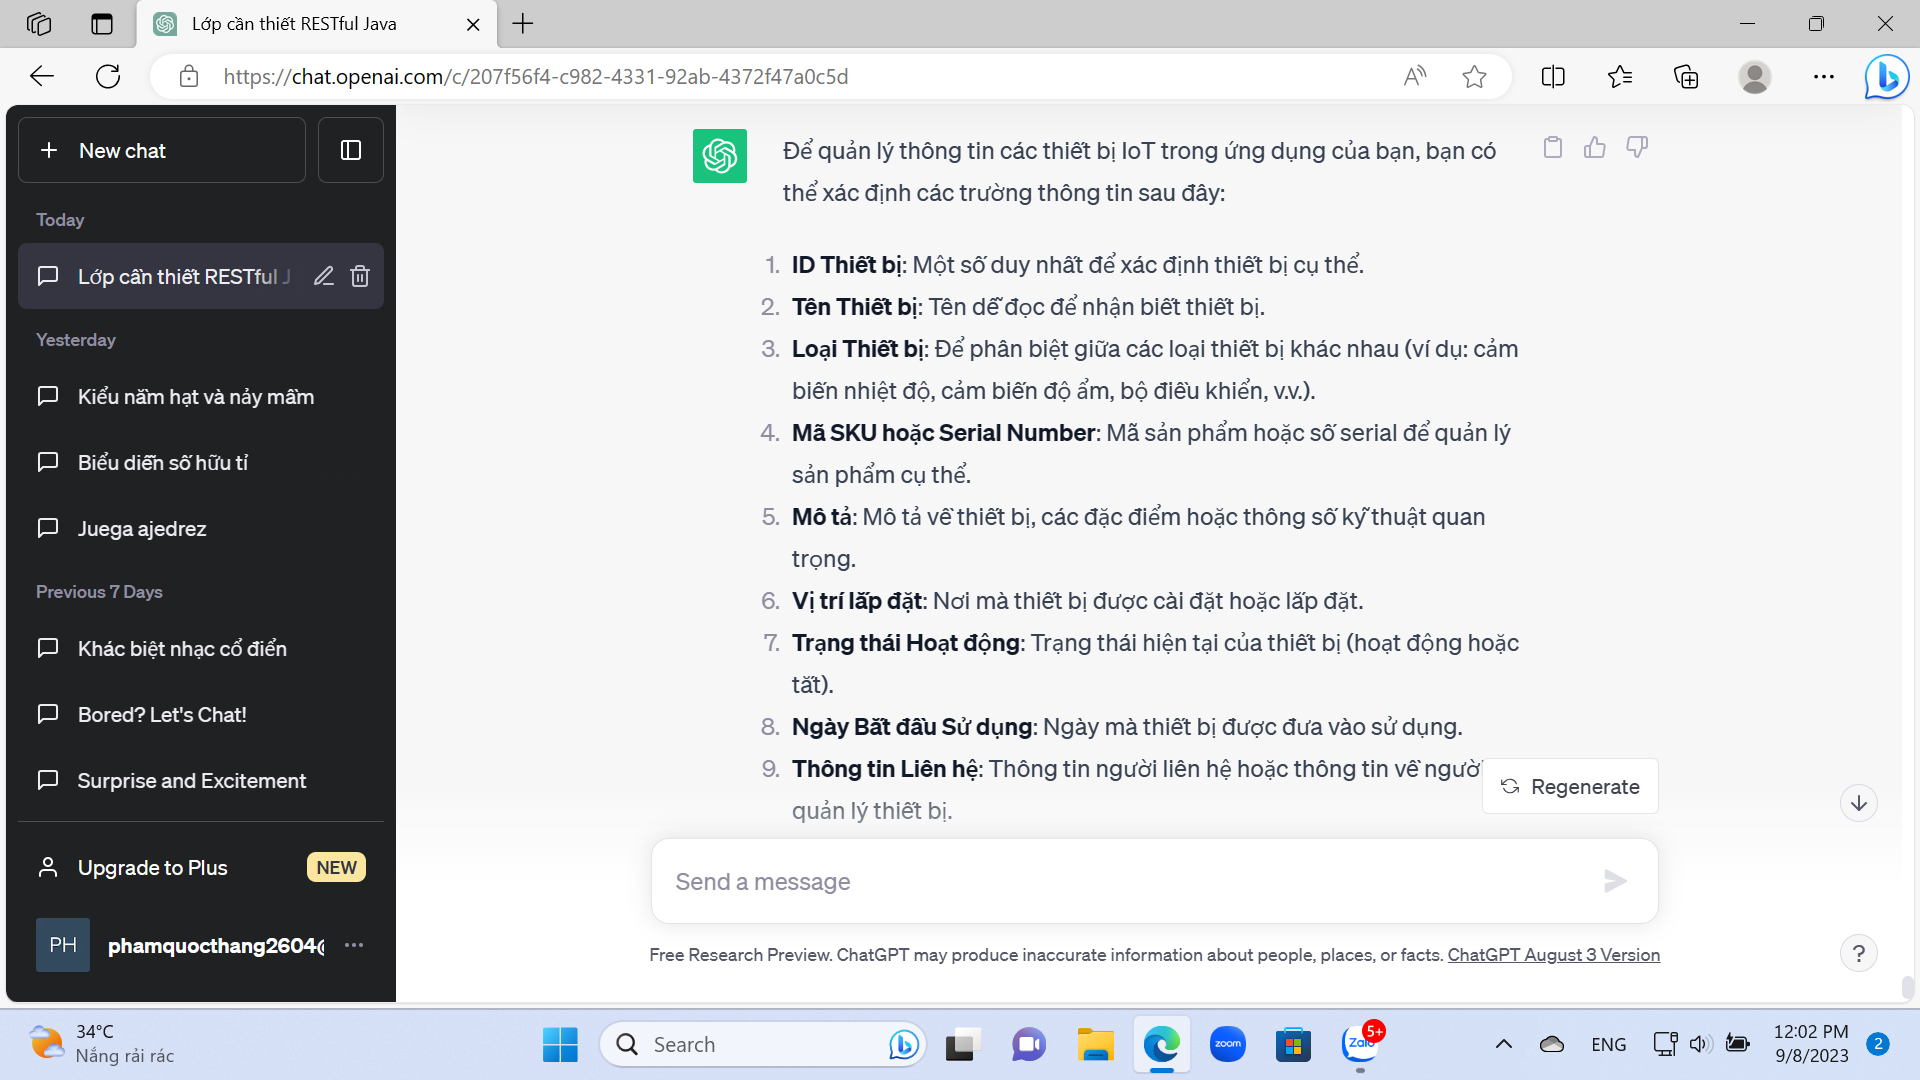 Lớp cần thiết RESTful Java
https://chat.openai.com/c/207f56f4-c982-4331-92ab-4372f47a0c5d
New chat
Today
Lớp cần thiết RESTful J
Yesterday
Kiểu nằm hạt và nảy mầm
Biểu diễn số hữu tỉ
Juega ajedrez
Previous 7 Days
Khác biệt nhạc cổ điển
Bored? Let's Chat!
Surprise and Excitement
Upgrade to Plus
NEW
PH
phamquocthang2604@
Để quản lý thông tin các thiết bị IoT trong ứng dụng của bạn, bạn có
thể xác định các trường thông tin sau đây:
1. ID Thiết bị: Một số duy nhất để xác định thiết bị cụ thể.
2. Tên Thiết bị: Tên dễ đọc để nhận biết thiết bị.
3. Loại Thiết bị: Để phân biệt giữa các loại thiết bị khác nhau (ví dụ: cảm
biến nhiệt độ, cảm biến độ ẩm, bộ điều khiển, v.v.).
4. Mã SKU hoặc Serial Number: Mã sản phẩm hoặc số serial để quản lý
sản phẩm cụ thể.
5. Mô tả: Mô tả về thiết bị, các đặc điểm hoặc thông số kỹ thuật quan
trọng.
6. Vị trí lắp đặt: Nơi mà thiết bị được cài đặt hoặc lắp đặt.
7. Trạng thái Hoạt động: Trạng thái hiện tại của thiết bị (hoạt động hoặc
tắt).
8. Ngày Bắt đầu Sử dụng: Ngày mà thiết bị được đưa vào sử dụng.
9. Thông tin Liên hệ: Thông tin người liên hệ hoặc thông tin về người
quản lý thiết bị.
Regenerate
Send a message
Free Research Preview. ChatGPT may produce inaccurate information about people, places, or facts. ChatGPT August 3 Version
?
34°C
Nắng rải rác
Search
zoom
Zalo
5+
ENG
12:02 PM
9/8/2023
2